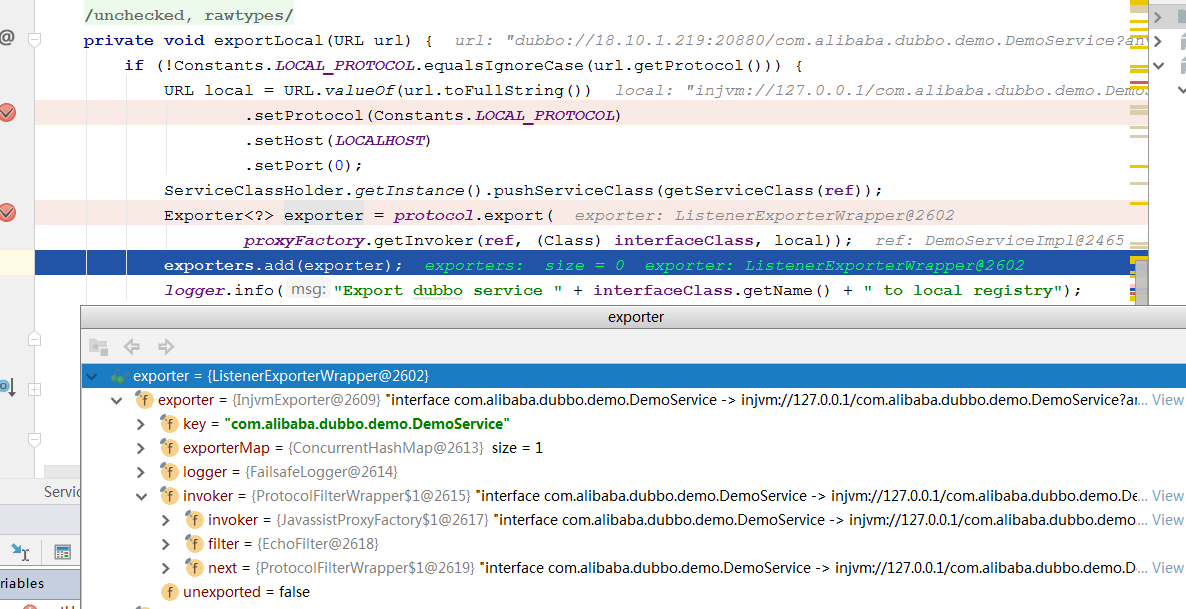 /unchecked, rawtypes/
@
private void exportLocal(URL url) { url: "dubbo://18.10.1.219:20880/com.alibaba.dubbo.demo.DemoService?an
if (!Constants.LOCAL_PROTOCOL.equalsIgnoreCase(url.getProtocol())) {
URL local = URL.valueOf(url.toFullString()) local: "injvm://127.0.0.1/com.alibaba.dubbo.demo.Demo
.setProtocol(Constants.LOCAL_PROTOCOL)
.setHost(LOCALHOST)
.setPort(0);
ServiceClassHolder.getInstance().pushServiceClass(getServiceClass(ref));
Exporter<?> exporter = protocol.export( exporter: ListenerExporterWrapper@2602
proxyFactory.getInvoker(ref, (Class) interfaceClass, local)); ref: DemoServiceImpl@2465
exporters.add(exporter); exporters: size = 0 exporter: ListenerExporterWrapper@2602
logger.info( msg: "Export dubbo service " + interfaceClass.getName() + " to local registry");
exporter
exporter = {ListenerExporterWrapper@2602}
exporter = {InjvmExporter@2609} "interface com.alibaba.dubbo.demo.DemoService -> injvm://127.0.0.1/com.alibaba.dubbo.demo.DemoService?ar... View
key = "com.alibaba.dubbo.demo.DemoService"
exporterMap = {ConcurrentHashMap@2613} size = 1
logger = {FailsafeLogger@2614}
Servic
invoker = {ProtocolFilterWrapper$1@2615} "interface com.alibaba.dubbo.demo.DemoService -> injvm://127.0.0.1/com.alibaba.dubbo.demo.De... View
invoker = {JavassistProxyFactory$1@2617} "interface com.alibaba.dubbo.demo.DemoService -> injvm://127.0.0.1/com.alibaba.dubbo.demo... View
filter = {EchoFilter@2618}
next = {ProtocolFilterWrapper$1@2619} "interface com.alibaba.dubbo.demo.DemoService -> injvm://127.0.0.1/com.alibaba.dubbo.demo.D... View
riables
unexported = false